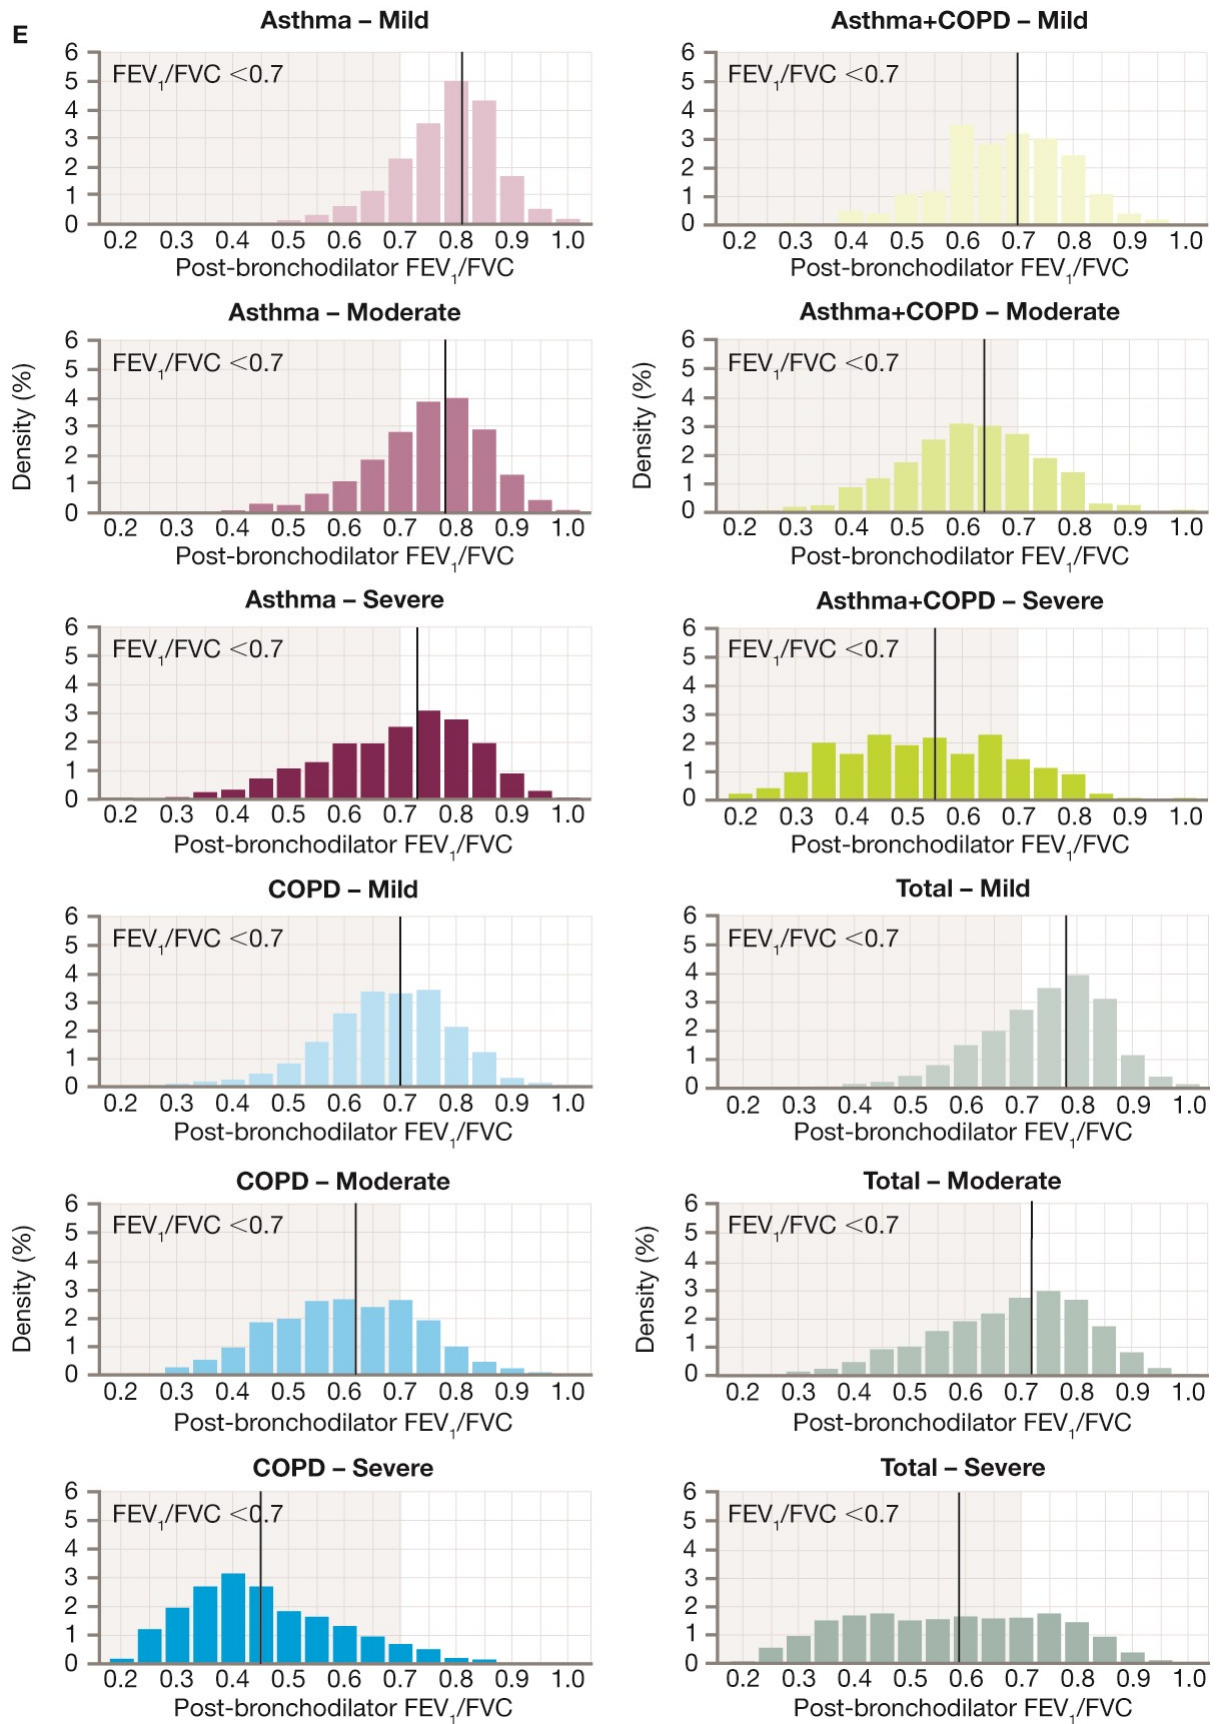 E
Asthma – Mild
6
5
4
3
2
1
0
FEV1/FVC <0.7
0.2 0.3 0.4 0.5 0.6 0.7 0.8 0.9 1.0
Post-bronchodilator FEV1/FVC
Asthma+COPD – Mild
6
5
4
3
2
1
0
FEV1/FVC <0.7
0.2 0.3 0.4 0.5 0.6 0.7 0.8 0.9 1.0
Post-bronchodilator FEV1/FVC
Asthma – Moderate
Density (%)
6
5
4
3
2
1
0
FEV1/FVC <0.7
0.2 0.3 0.4 0.5 0.6 0.7 0.8 0.9 1.0
Post-bronchodilator FEV1/FVC
Asthma+COPD – Moderate
Density (%)
6
5
4
3
2
1
0
FEV1/FVC <0.7
0.2 0.3 0.4 0.5 0.6 0.7 0.8 0.9 1.0
Post-bronchodilator FEV1/FVC
Asthma – Severe
6
5
4
3
2
1
0
FEV1/FVC <0.7
0.2 0.3 0.4 0.5 0.6 0.7 0.8 0.9 1.0
Post-bronchodilator FEV1/FVC
Asthma+COPD – Severe
6
5
4
3
2
1
0
FEV1/FVC <0.7
0.2 0.3 0.4 0.5 0.6 0.7 0.8 0.9 1.0
Post-bronchodilator FEV1/FVC
COPD – Mild
6
5
4
3
2
1
0
FEV1/FVC <0.7
0.2 0.3 0.4 0.5 0.6 0.7 0.8 0.9 1.0
Post-bronchodilator FEV1/FVC
Total – Mild
6
5
4
3
2
1
0
FEV1/FVC <0.7
0.2 0.3 0.4 0.5 0.6 0.7 0.8 0.9 1.0
Post-bronchodilator FEV1/FVC
COPD – Moderate
Density (%)
6
5
4
3
2
1
0
FEV1/FVC <0.7
0.2 0.3 0.4 0.5 0.6 0.7 0.8 0.9 1.0
Post-bronchodilator FEV1/FVC
Total – Moderate
Density (%)
6
5
4
3
2
1
0
FEV1/FVC <0.7
0.2 0.3 0.4 0.5 0.6 0.7 0.8 0.9 1.0
Post-bronchodilator FEV1/FVC
COPD – Severe
6
5
4
3
2
1
0
FEV1/FVC <0.7
0.2 0.3 0.4 0.5 0.6 0.7 0.8 0.9 1.0
Post-bronchodilator FEV1/FVC
Total – Severe
6
5
4
3
2
1
0
FEV1/FVC <0.7
0.2 0.3 0.4 0.5 0.6 0.7 0.8 0.9 1.0
Post-bronchodilator FEV1/FVC